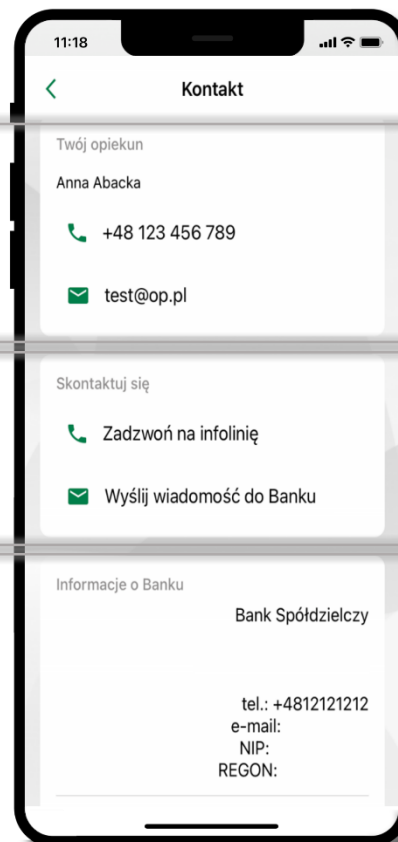 11:18
Kontakt
Twój opiekun
Anna Abacka
+48 123 456 789
test@op.pl
Skontaktuj się
Zadzwoń na infolinię
Wyślij wiadomość do Banku
Informacje o Banku
Bank Spółdzielczy
tel.: +4812121212
e-mail:
NIP:
REGON: